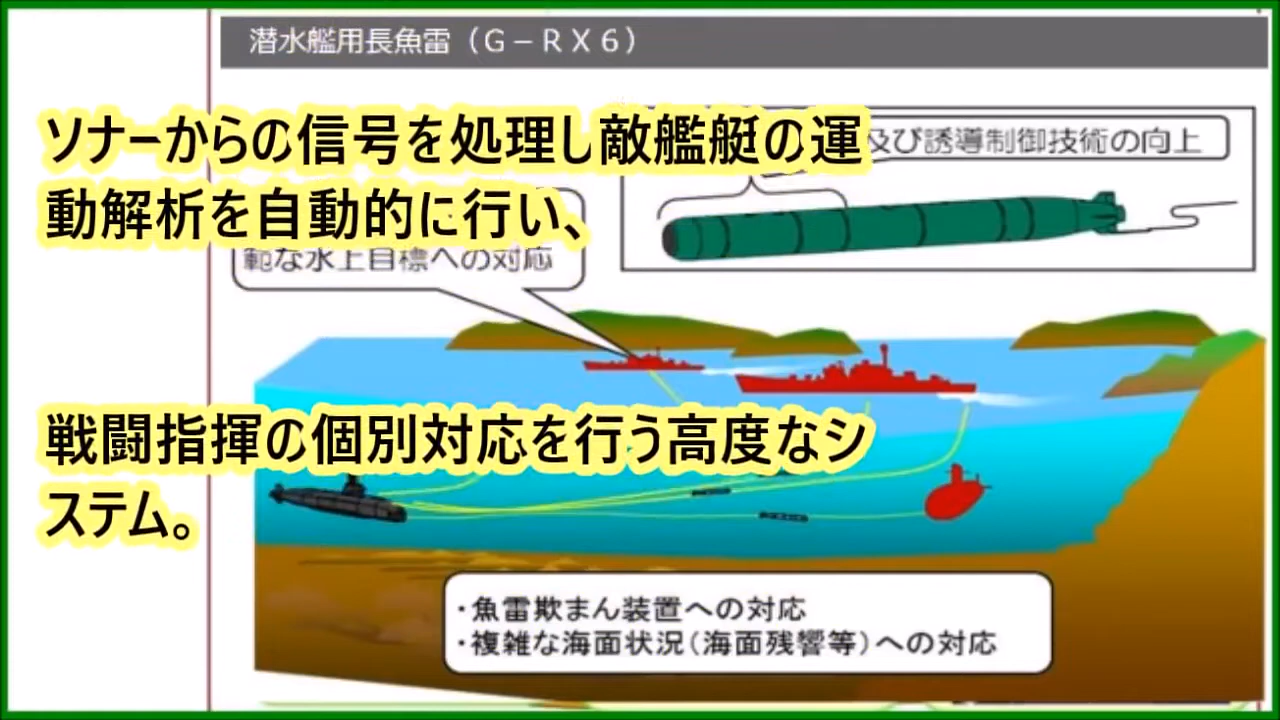 潜水艦用長魚雷（Ｇ－ＲＸ６）
ソナーからの信号を処理し敵艦艇の運
及び誘導制御技術の向上
動解析を自動的に行い、
範な水上目標への対応
戦闘指揮の個別対応を行う高度なシ
ステム。
・魚雷欺まん装置への対応
・複雑な海面状況（海面残響等）への対応